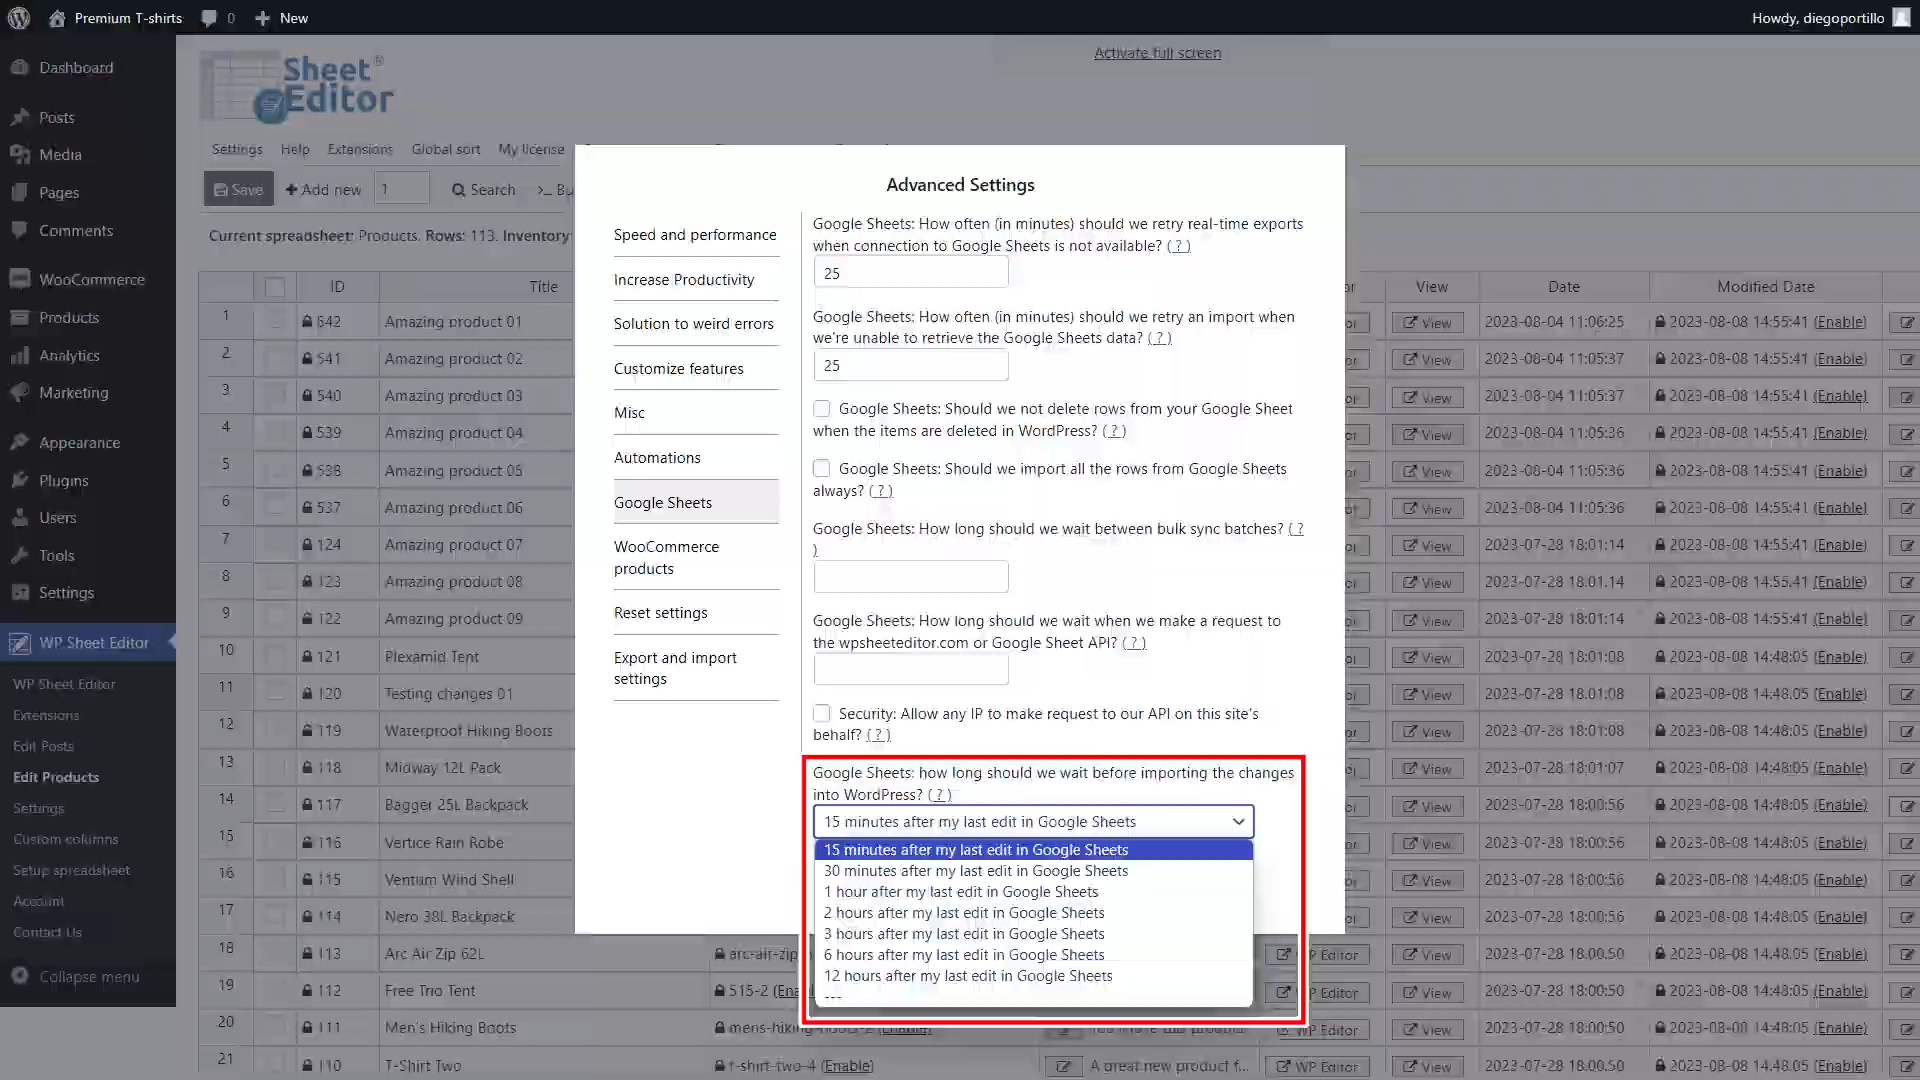 Premium T-shirts 0 New Howdy, diegoportillo
Dashboard
Posts
Media
Pages
Comments
WooCommerce
Products
Analytics
Marketing
Appearance
Plugins
Users
Tools
Settings
WP Sheet Editor
WP Sheet Editor
Extensions
Edit Posts
Edit Products
Settings
Custom columns
Setup spreadsheet
Account
Contact Us
Collapse menu
Sheet®
Editor
Activate full screen
Settings Help Extensions Global sort My license
Save Add new 1 Search
Current spreadsheet: Products. Rows: 113. Inventory
ID Title View Date Modified Date
1 642 Amazing product 01 View 2023-08-04 11:06:25 2023-08-08 14:55:41 (Enable)
2 541 Amazing product 02 View 2023-08-04 11:05:37 2023-08-08 14:55:41 (Enable)
3 540 Amazing product 03 View 2023-08-04 11:05:37 2023-08-08 14:55:41 (Enable)
4 539 Amazing product 04 View 2023-08-04 11:05:36 2023-08-08 14:55:41 (Enable)
5 538 Amazing product 05 View 2023-08-04 11:05:36 2023-08-08 14:55:41 (Enable)
6 537 Amazing product 06 View 2023-08-04 11:05:36 2023-08-08 14:55:41 (Enable)
7 124 Amazing product 07 View 2023-07-28 18:01:14 2023-08-08 14:55:41 (Enable)
8 123 Amazing product 08 View 2023-07-28 18:01:14 2023-08-08 14:55:41 (Enable)
9 122 Amazing product 09 View 2023-07-28 18:01:14 2023-08-08 14:55:41 (Enable)
10 121 Plexamid Tent View 2023-07-28 18:01:08 2023-08-08 14:48:05 (Enable)
11 120 Testing changes 01 View 2023-07-28 18:01:08 2023-08-08 14:48:05 (Enable)
12 119 Waterproof Hiking Boots View 2023-07-28 18:01:08 2023-08-08 14:48:05 (Enable)
13 118 Midway 12L Pack View 2023-07-28 18:01:07 2023-08-08 14:48:05 (Enable)
14 117 Bagger 25L Backpack View 2023-07-28 18:00:56 2023-08-08 14:48:05 (Enable)
15 116 Vertice Rain Robe View 2023-07-28 18:00:56 2023-08-08 14:48:05 (Enable)
16 115 Ventum Wind Shell View 2023-07-28 18:00:56 2023-08-08 14:48:05 (Enable)
17 114 Nero 38L Backpack View 2023-07-28 18:00:56 2023-08-08 14:48:05 (Enable)
18 113 Arc Air Zip 62L arc-air-zip WP Editor View 2023-07-28 18:00:50 2023-08-08 14:48:05 (Enable)
19 112 Free Trio Tent 515-2 WP Editor View 2023-07-28 18:00:50 2023-08-08 14:48:05 (Enable)
20 111 Men's Hiking Boots WP Editor View 2023-07-28 18:00:50 2023-08-08 14:48:05 (Enable)
21 110 T-Shirt Two t-shirt-two-4 (Enable) A great new product f... WP Editor View 2023-07-28 18:00:50 2023-08-08 14:48:05 (Enable)
Advanced Settings
Speed and performance
Increase Productivity
Solution to weird errors
Customize features
Misc
Automations
Google Sheets
WooCommerce
products
Reset settings
Export and import
settings
Google Sheets: How often (in minutes) should we retry real-time exports
when connection to Google Sheets is not available? ( ? )
25
Google Sheets: How often (in minutes) should we retry an import when
we're unable to retrieve the Google Sheets data? ( ? )
25
Google Sheets: Should we not delete rows from your Google Sheet
when the items are deleted in WordPress? ( ? )
Google Sheets: Should we import all the rows from Google Sheets
always? ( ? )
Google Sheets: How long should we wait between bulk sync batches? ( ?
)
Google Sheets: How long should we wait when we make a request to
the wpsheeteditor.com or Google Sheet API? ( ? )
Security: Allow any IP to make request to our API on this site's
behalf? ( ? )
Google Sheets: how long should we wait before importing the changes
into WordPress? ( ? )
15 minutes after my last edit in Google Sheets
15 minutes after my last edit in Google Sheets
30 minutes after my last edit in Google Sheets
1 hour after my last edit in Google Sheets
2 hours after my last edit in Google Sheets
3 hours after my last edit in Google Sheets
6 hours after my last edit in Google Sheets
12 hours after my last edit in Google Sheets
---